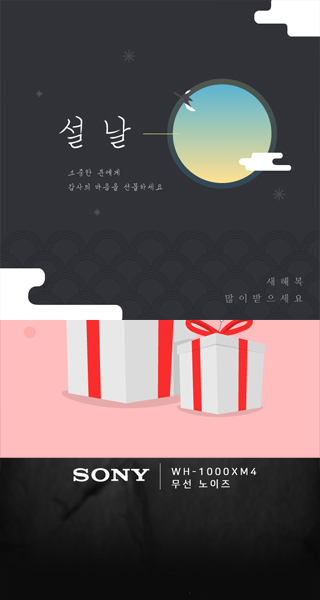 설날
소중한 분에게
감사의 마음을 선물하세요
새해복
많이받으세요
SONY
WH-1000XM4
무선 노이즈